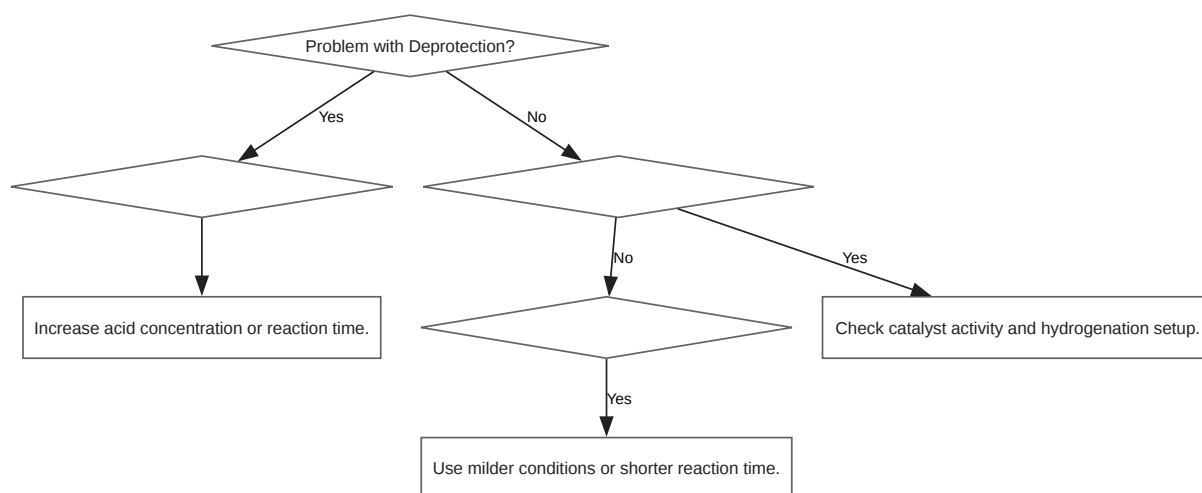 Problem with Deprotection?
Yes
No
No
Yes
Increase acid concentration or reaction time.
Check catalyst activity and hydrogenation setup.
Yes
Use milder conditions or shorter reaction time.